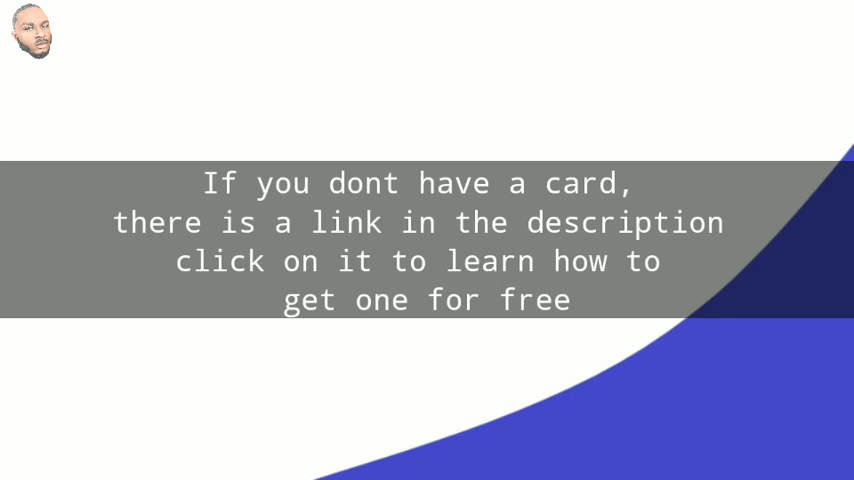 If you dont have a card,
there is a link in the description
click on it to learn how to
get one for free